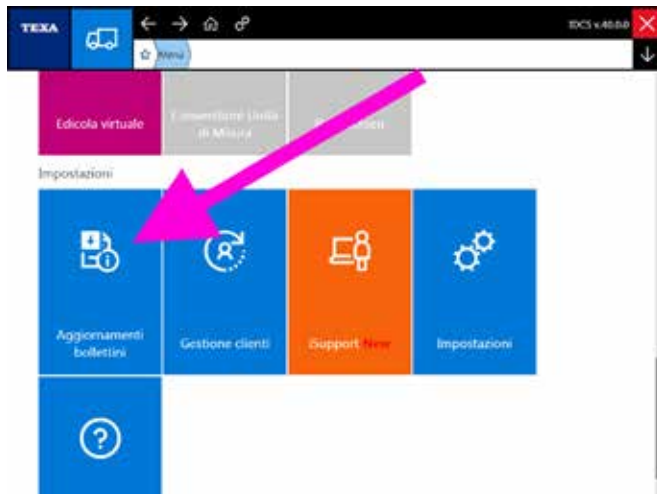 TEXA
IDC5 v.40.0.0
Menu
Edicola virtuale
Conversione Unità
di Misura
Impostazioni
Aggiornamenti
bollettini
Gestione clienti
iSupport New
Impostazioni